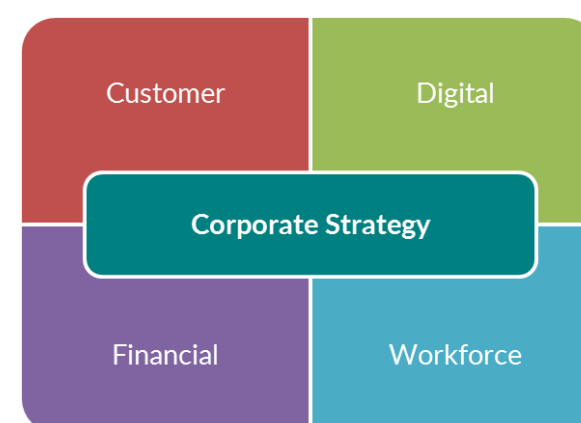 Customer
Digital
Corporate Strategy
Financial
Workforce